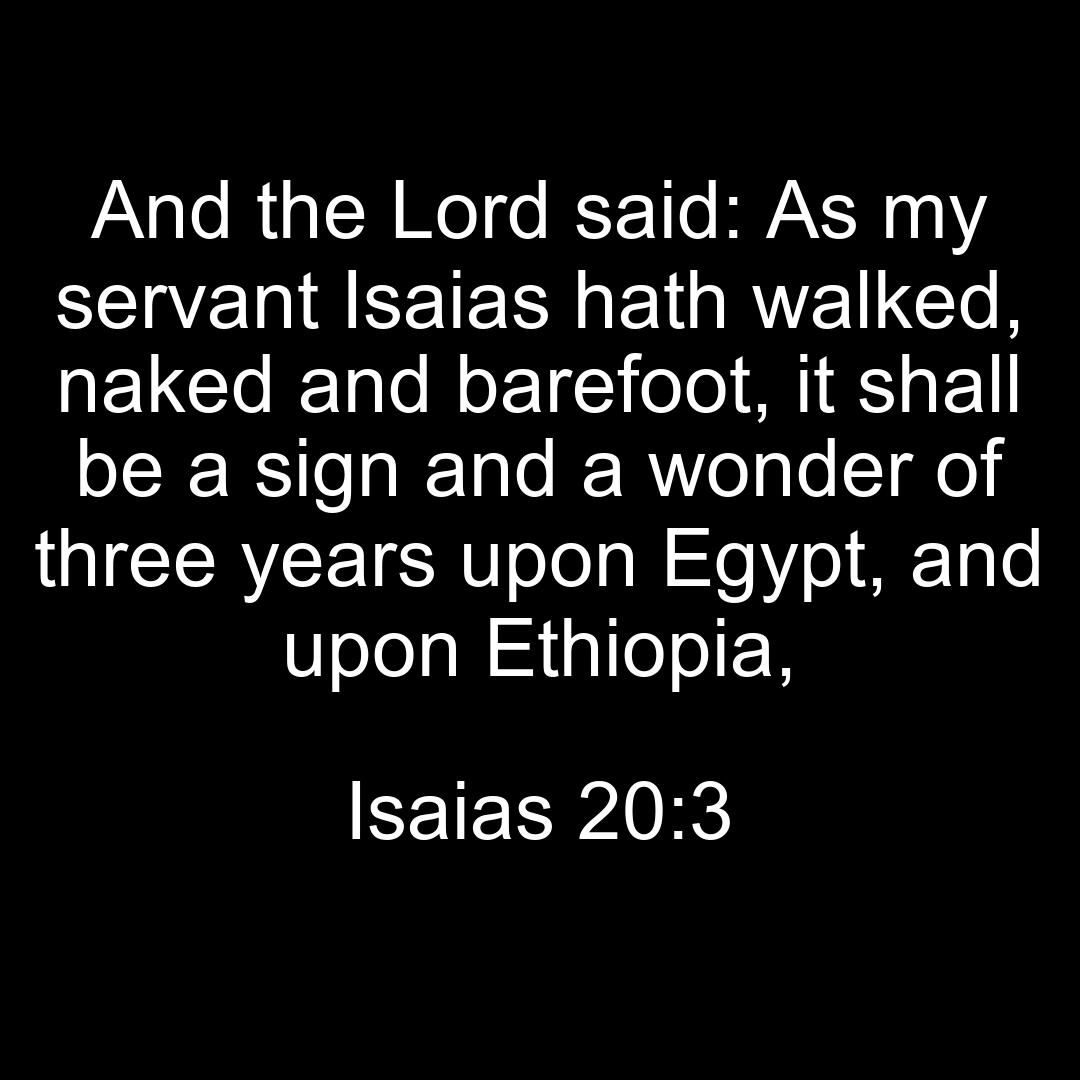 And the Lord said: As my
servant Isaias hath walked,
naked and barefoot, it shall
be a sign and a wonder of
three years upon Egypt, and
upon Ethiopia,
Isaias 20:3